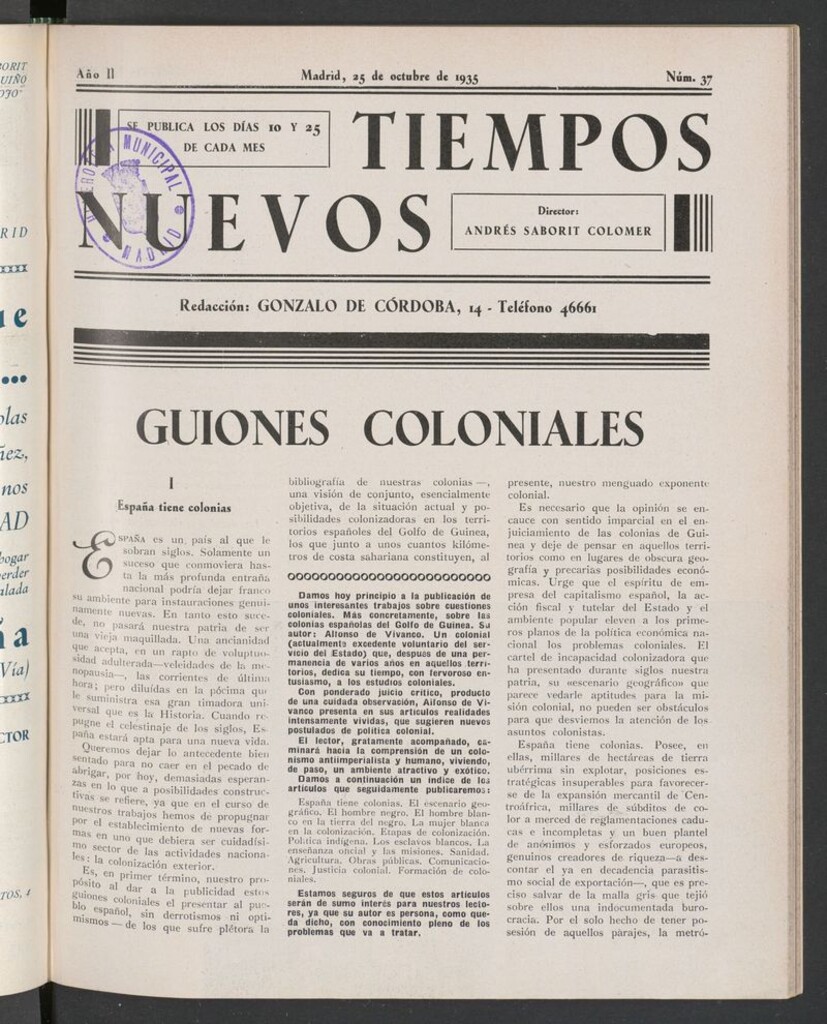 Año II
Madrid, 25 de octubre de 1935
Núm. 37
SE PUBLICA LOS DÍAS 10 Y 25
DE CADA MES
TIEMPOS
NUEVOS
Director:
ANDRÉS SABORIT COLOMER
MUNICIPAL
MADRID
Redacción: GONZALO DE CÓRDOBA, 14 - Teléfono 46661
GUIONES COLONIALES
I
España tiene colonias
ESPAÑA es un país al que le
sobran siglos. Solamente un
suceso que conmoviera has-
ta la más profunda entraña
nacional podría dejar franco
su ambiente para instauraciones genui-
namente nuevas. En tanto esto suce-
de, no pasará nuestra patria de ser
una vieja maquillada. Una ancianidad
que acepta, en un rapto de voluptuo-
sidad adulterada—veleidades de la me-
nopausia—, las corrientes de última
hora; pero diluídas en la pócima que
le suministra esa gran timadora uni-
versal que es la Historia. Cuando re-
pugne el celestinaje de los siglos, Es-
paña estará apta para una nueva vida.
Queremos dejar lo antecedente bien
sentado para no caer en el pecado de
abrigar, por hoy, demasiadas esperan-
zas en lo que a posibilidades construc-
tivas se refiere, ya que en el curso de
nuestros trabajos hemos de propugnar
por el establecimiento de nuevas for-
mas en uno que debiera ser cuidadísi-
mo sector de las actividades naciona-
les: la colonización exterior.
Es, en primer término, nuestro pro-
pósito al dar a la publicidad estos
guiones coloniales el presentar al pue-
blo español, sin derrotismos ni opti-
mismos—de los que sufre plétora la
bibliografía de nuestras colonias—,
una visión de conjunto, esencialmente
objetiva, de la situación actual y po-
sibilidades colonizadoras en los terri-
torios españoles del Golfo de Guinea,
los que junto a unos cuantos kilóme-
tros de costa sahariana constituyen, al
Damos hoy principio a la publicación de
unos interesantes trabajos sobre cuestiones
coloniales. Más concretamente, sobre las
colonias españolas del Golfo de Guinea. Su
autor: Alfonso de Vivanco. Un colonial
(actualmente excedente voluntario del ser-
vicio del Estado) que, después de una per-
manencia de varios años en aquellos terri-
torios, dedica su tiempo, con fervoroso en-
tusiasmo, a los estudios coloniales.
Con ponderado juicio crítico, producto
de una cuidada observación, Alfonso de Vi-
vanco presenta en sus artículos realidades
intensamente vividas, que sugieren nuevos
postulados de política colonial.
El lector, gratamente acompañado, ca-
minará hacia la comprensión de un colo-
nismo antiimperialista y humano, viviendo,
de paso, un ambiente atractivo y exótico.
Damos a continuación un índice de los
artículos que seguidamente publicaremos:
España tiene colonias. El escenario geo-
gráfico. El hombre negro. El hombre blan-
co en la tierra del negro. La mujer blanca
en la colonización. Etapas de colonización.
Política indígena. Los esclavos blancos. La
enseñanza oncial y las misiones. Sanidad.
Agricultura. Obras públicas. Comunicacio-
nes. Justicia colonial. Formación de colo-
niales.
Estamos seguros de que estos artículos
serán de sumo interés para nuestros lecto-
res, ya que su autor es persona, como que-
da dicho, con conocimiento pleno de los
problemas que va a tratar.
presente, nuestro menguado exponente
colonial.
Es necesario que la opinión se en-
cauce con sentido imparcial en el en-
juiciamiento de las colonias de Gui-
nea y deje de pensar en aquellos terri-
torios como en lugares de obscura geo-
grafía y precarias posibilidades econó-
micas. Urge que el espíritu de em-
presa del capitalismo español, la ac-
ción fiscal y tutelar del Estado y el
ambiente popular eleven a los prime-
ros planos de la política económica na-
cional los problemas coloniales. El
cartel de incapacidad colonizadora que
ha presentado durante siglos nuestra
patria, su «escenario geográfico» que
parece vedarle aptitudes para la mi-
sión colonial, no pueden ser obstáculos
para que desviemos la atención de los
asuntos colonistas.
España tiene colonias. Posee, en
ellas, millares de hectáreas de tierra
ubérrima sin explotar, posiciones es-
tratégicas insuperables para favorecer-
se de la expansión mercantil de Cen-
troáfrica, millares de súbditos de co-
lor a merced de reglamentaciones cadu-
cas e incompletas y un buen plantel
de anónimos y esforzados europeos,
genuinos creadores de riqueza—a des-
contar el ya en decadencia parasitis-
mo social de exportación—, que es pre-
ciso salvar de la malla gris que tejió
sobre ellos una indocumentada buro-
cracia. Por el solo hecho de tener po-
sesión de aquellos parajes, la metró-